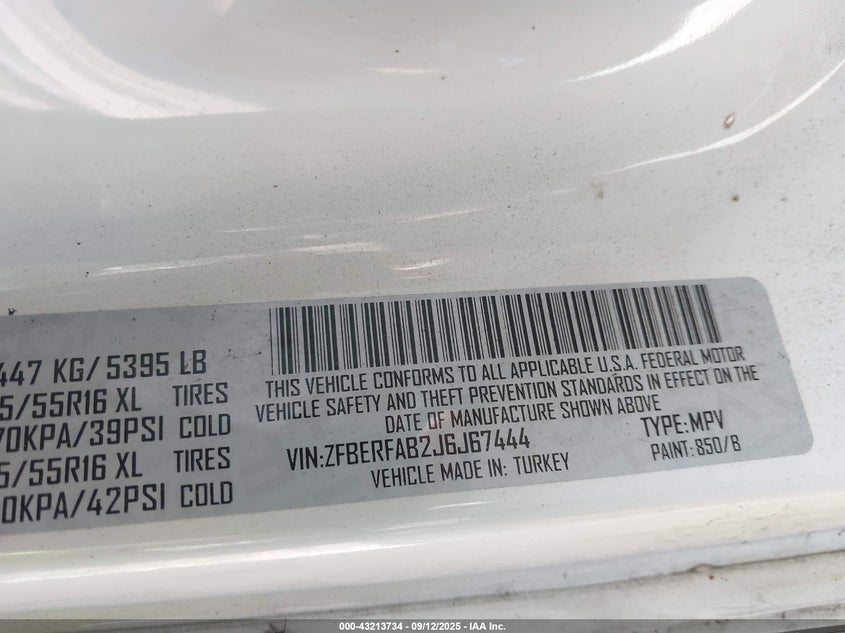 447 KG/ 5395 LB
5/55R16 XL TIRES
70KPA/39PSI COLD
5/55R16 XL TIRES
0KPA/42PSI COLD
THIS VEHICLE CONFORMS TO ALL APPLICABLE U.S.A. FEDERAL MOTOR
VEHICLE SAFETY AND THEFT PREVENTION STANDARDS IN EFFECT ON THE
DATE OF MANUFACTURE SHOWN ABOVE
VIN:ZFBERFAB2J6J67444 TYPE: MPV
VEHICLE MADE IN: TURKEY PAINT: 850/B
000-43213734 - 09/12/2025 - IAA Inc.